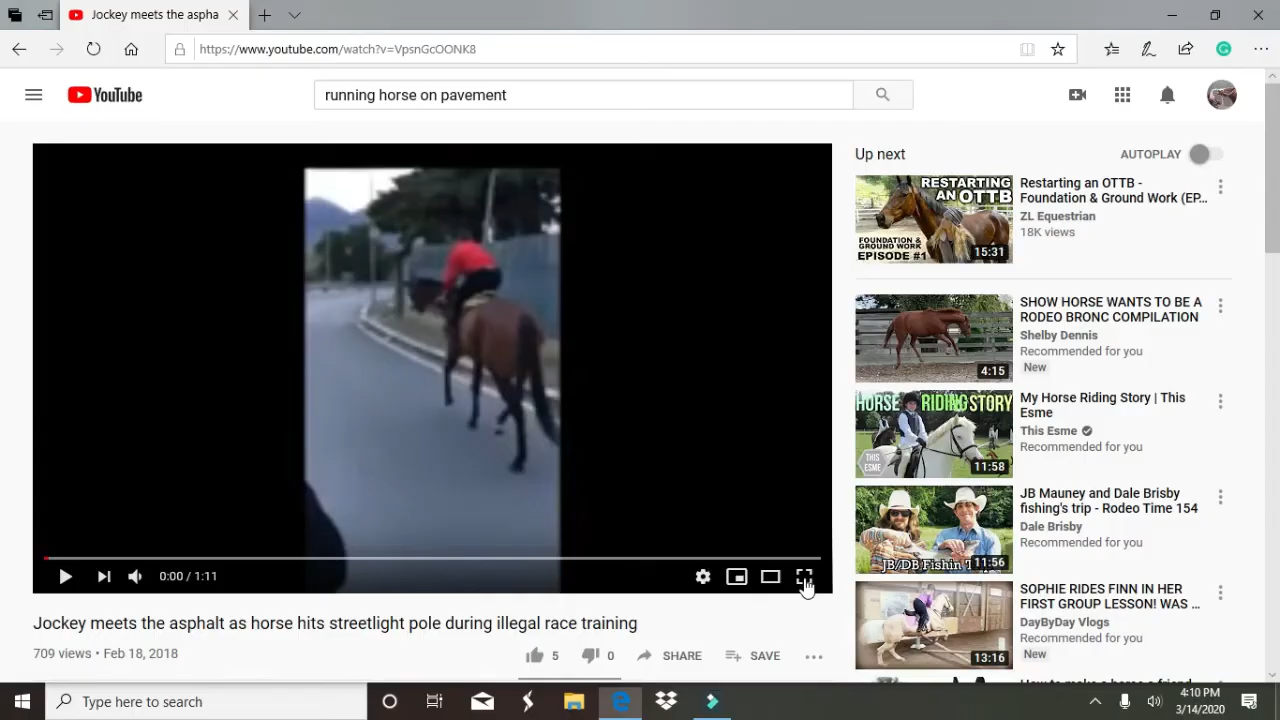 Jockey meets the aspha
https://www.youtube.com/watch?v=VpsnGcOONK8
YouTube
running horse on pavement
Up next
AUTOPLAY
RESTARTING
AN OTTB
FOUNDATION &
GROUND WORK
EPISODE #1
15:31
Restarting an OTTB -
Foundation & Ground Work (EP...
ZL Equestrian
18K views
4:15
SHOW HORSE WANTS TO BE A
RODEO BRONC COMPILATION
Shelby Dennis
Recommended for you
New
HORSE RIDING STORY
THIS
ESME
11:58
My Horse Riding Story | This
Esme
This Esme
Recommended for you
JB/DB Fishin
11:56
JB Mauney and Dale Brisby
fishing's trip - Rodeo Time 154
Dale Brisby
Recommended for you
13:16
SOPHIE RIDES FINN IN HER
FIRST GROUP LESSON! WAS ...
DayByDay Vlogs
Recommended for you
New
0:00 / 1:11
Jockey meets the asphalt as horse hits streetlight pole during illegal race training
709 views • Feb 18, 2018
5
0
SHARE
SAVE
Type here to search
4:10 PM
3/14/2020